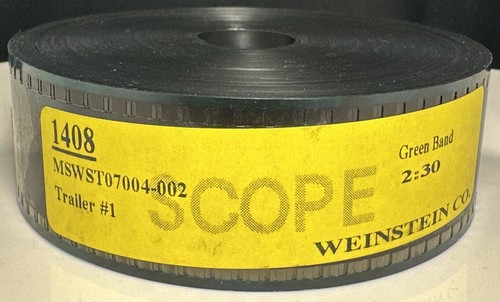 1408
MSWST07004-002
Trailer #1
SCOPE
Green Band
2:30
WEINSTEIN CO.